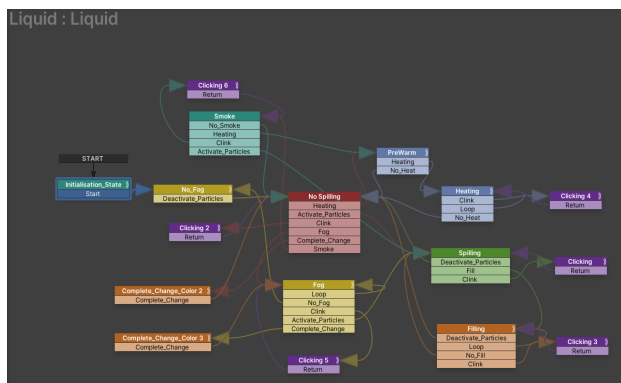 Liquid : Liquid
Clicking 6
Return
Smoke
No_Smoke
Heating
Clink
Activate_Particles
START
Initialisation_State
Start
No_Fog
Deactivate_Particles
Clicking 2
Return
No Spilling
Heating
Activate_Particles
Clink
Fog
Complete_Change
Smoke
PreWarm
Heating
No_Heat
Heating
Clink
Loop
No_Heat
Clicking 4
Return
Spilling
Deactivate_Particles
Fill
Clink
Clicking
Return
Complete_Change_Color 2
Complete_Change
Fog
Loop
No_Fog
Clink
Activate_Particles
Complete_Change
Complete_Change_Color 3
Complete_Change
Clicking 5
Return
Filling
Deactivate_Particles
Loop
No_Fill
Clink
Clicking 3
Return